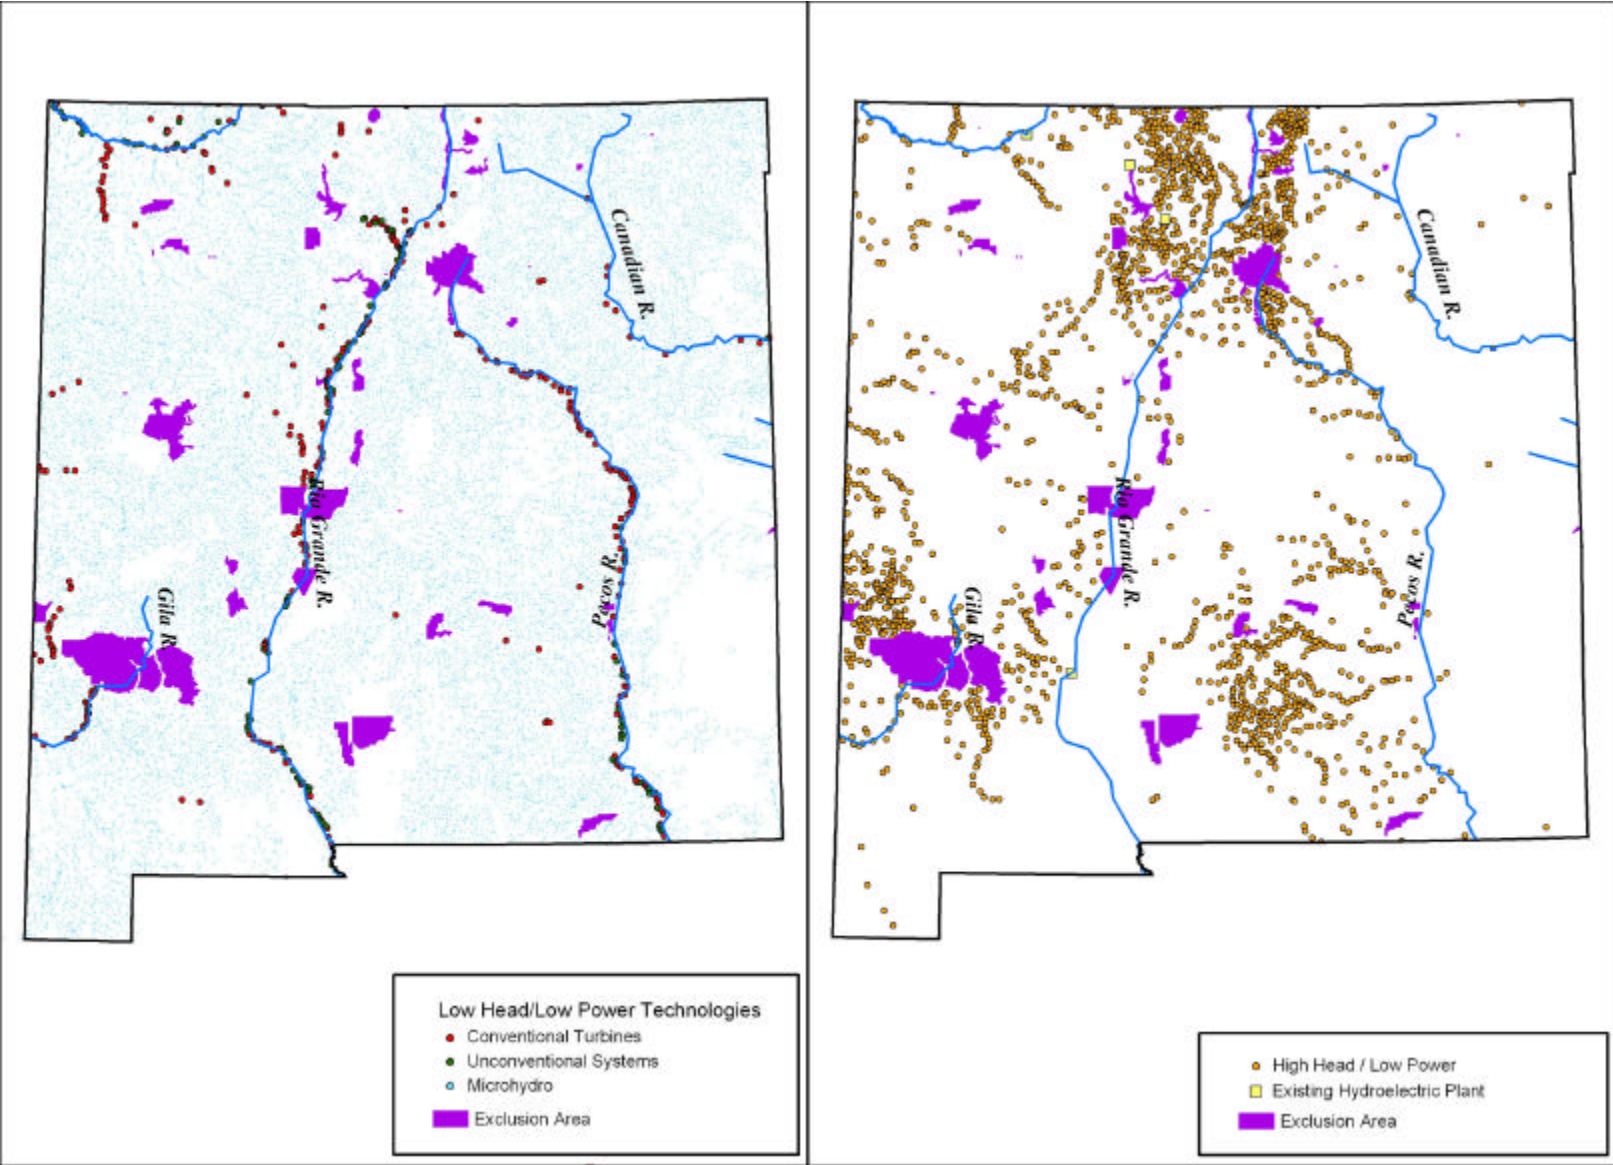 Canadian R.
Rio Grande R.
Pecos R.
Gila R.
Low Head/Low Power Technologies
Conventional Turbines
Unconventional Systems
Microhydro
Exclusion Area
Canadian R.
Rio Grande R.
Pecos R.
Gila R.
High Head / Low Power
Existing Hydroelectric Plant
Exclusion Area